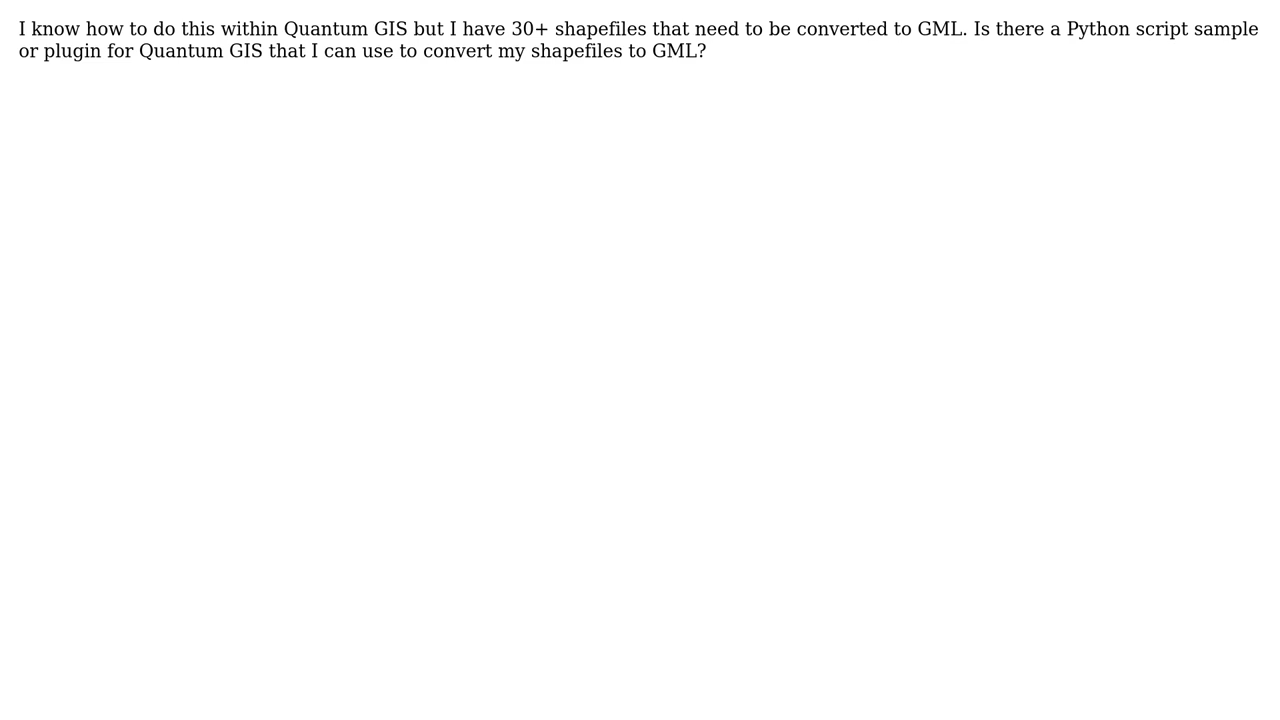 I know how to do this within Quantum GIS but I have 30+ shapefiles that need to be converted to GML. Is there a Python script sample
or plugin for Quantum GIS that I can use to convert my shapefiles to GML?